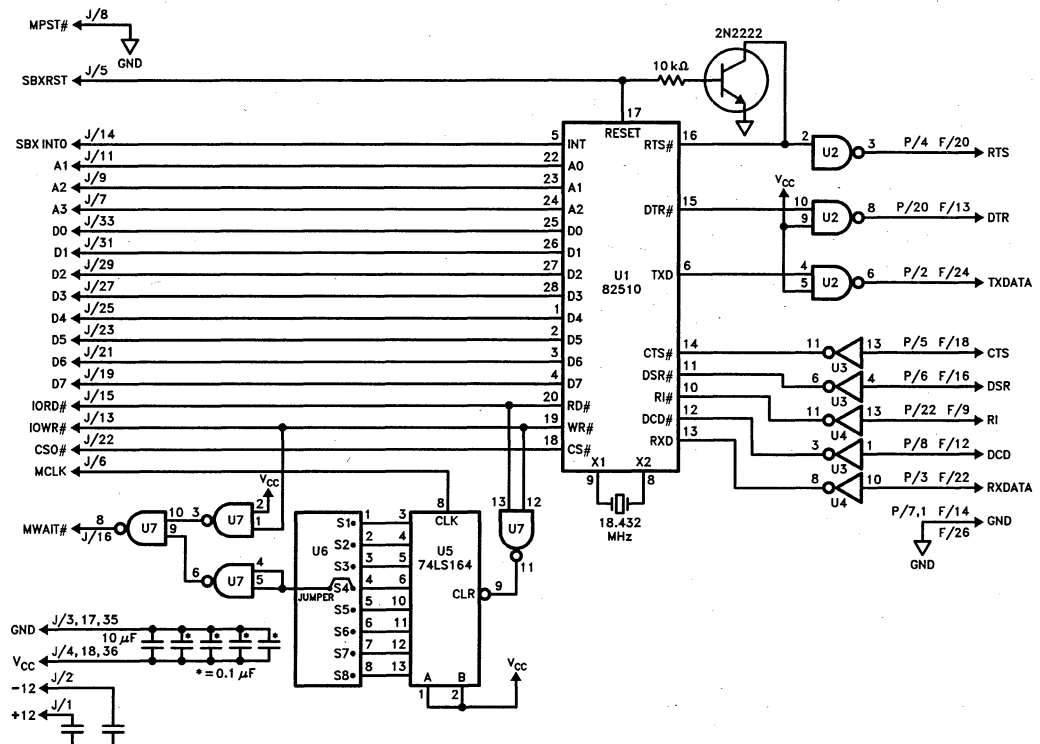 MPST# J/8
GND
2N2222
SBXRST J/5
10 kΩ
17
RESET
SBX INT0 J/14 5 INT
A1 J/11 22 A0
A2 J/9 23 A1
A3 J/7 24 A2
D0 J/33 25 D0
D1 J/31 26 D1
D2 J/29 27 D2
D3 J/27 28 D3
D4 J/25 1 D4
D5 J/23 2 D5
D6 J/21 3 D6
D7 J/19 4 D7
IORD# J/15 20 RD#
IOWR# J/13 19 WR#
CS0# J/22 18 CS#
MCLK J/6
U1
82510
RTS# 16 2 U2 3 P/4 F/20 RTS
VCC
DTR# 15 10 9 U2 8 P/20 F/13 DTR
TXD 6 4 5 U2 6 P/2 F/24 TXDATA
CTS# 14 11 U3 13 P/5 F/18 CTS
DSR# 11 6 U3 4 P/6 F/16 DSR
RI# 10 11 U4 13 P/22 F/9 RI
DCD# 12 3 U3 1 P/8 F/12 DCD
RXD 13 8 U4 10 P/3 F/22 RXDATA
X1 X2
9 8
18.432
MHz
P/7,1 F/14 GND
F/26
GND
VCC
MWAIT# 8 J/16 U7 10 9
3 U7 2 1
6 U7 4 5
8
CLK
13 12
U7
11
U6
JUMPER
U5
74LS164
CLR 9
S1 1 3
S2 2 4
S3 3 5
S4 4 6
S5 5 10
S6 6 11
S7 7 12
S8 8 13
A B
1 2
VCC
GND J/3, 17, 35
10 μF * * * *
VCC J/4, 18, 36
* = 0.1 μF
-12 J/2
+12 J/1